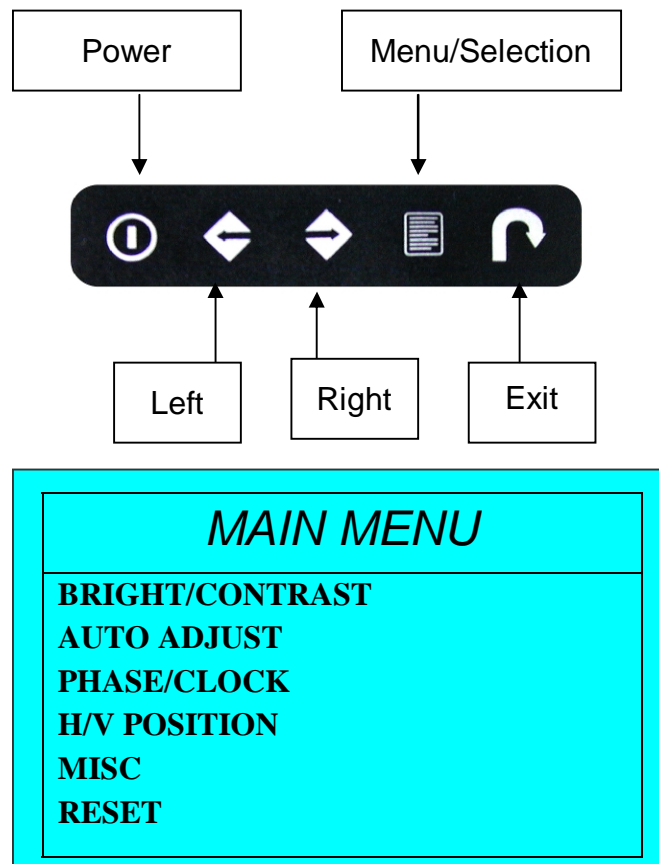 Power
Menu/Selection
Left
Right
Exit
MAIN MENU
BRIGHT/CONTRAST
AUTO ADJUST
PHASE/CLOCK
H/V POSITION
MISC
RESET